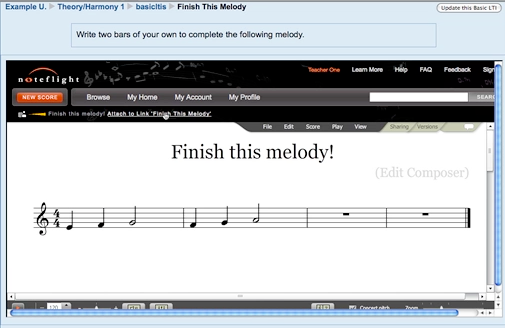 Example U. ▶ Theory/Harmony 1 ▶ basicltis ▶ Finish This Melody
Update this Basic LTI
Write two bars of your own to complete the following melody.
noteflight
Teacher One Learn More Help FAQ Feedback Sign
NEW SCORE Browse My Home My Account My Profile SEARC
Finish this melody! Attach to Link 'Finish This Melody'
File Edit Score Play View Sharing Versions
Finish this melody!
(Edit Composer)
4
4
120 Concert pitch Zoom